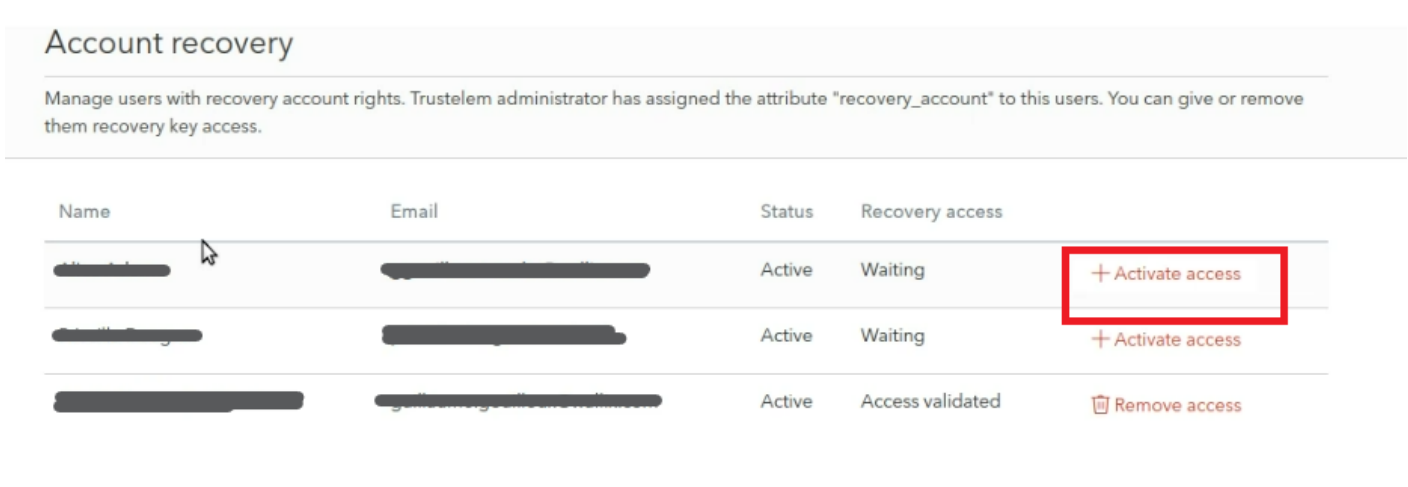 Account recovery
Manage users with recovery account rights. Trustelem administrator has assigned the attribute "recovery_account" to this users. You can give or remove
them recovery key access.
Name Email Status Recovery access
Active Waiting + Activate access
Active Waiting + Activate access
Active Access validated Remove access